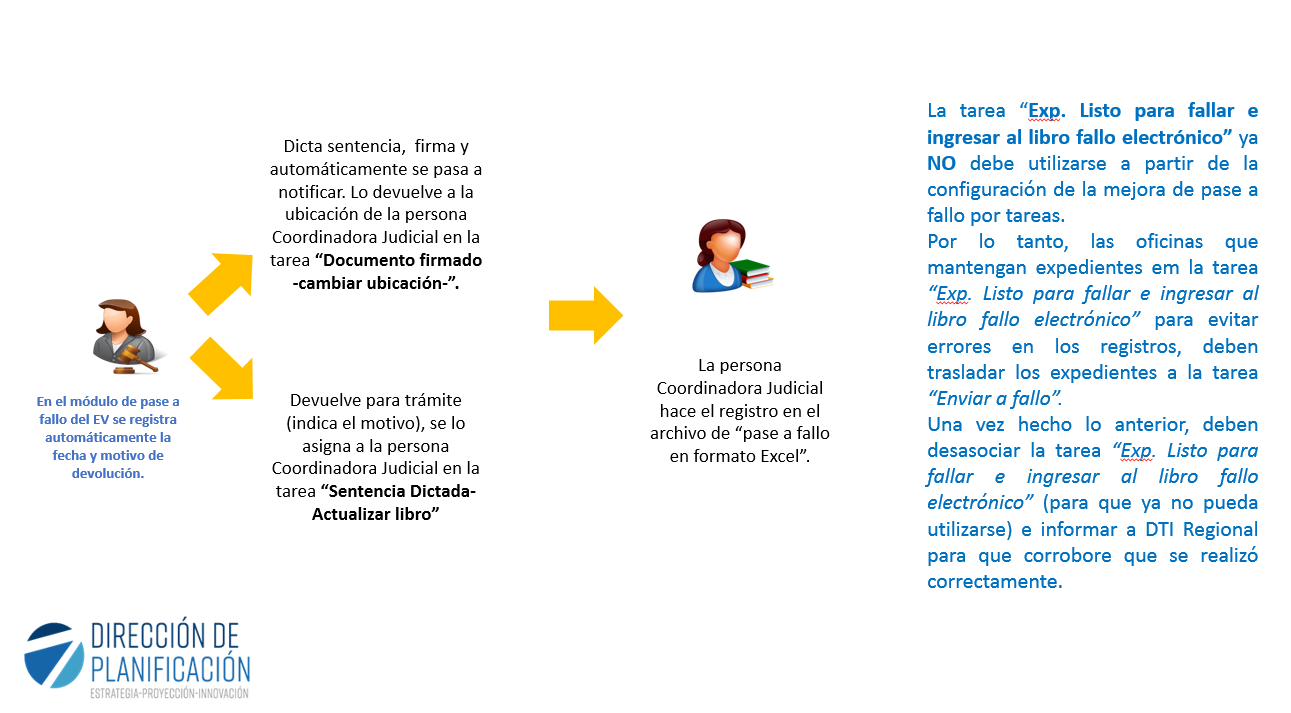 En el módulo de pase a
fallo del EV se registra
automáticamente la
fecha y motivo de
devolución.
Dicta sentencia, firma y
automáticamente se pasa a
notificar. Lo devuelve a la
ubicación de la persona
Coordinadora Judicial en la
tarea “Documento firmado
-cambiar ubicación-”.
Devuelve para trámite
(indica el motivo), se lo
asigna a la persona
Coordinadora Judicial en la
tarea “Sentencia Dictada-
Actualizar libro”
La persona
Coordinadora Judicial
hace el registro en el
archivo de “pase a fallo
en formato Excel”.
La tarea “Exp. Listo para fallar e
ingresar al libro fallo electrónico” ya
NO debe utilizarse a partir de la
configuración de la mejora de pase a
fallo por tareas.
Por lo tanto, las oficinas que
mantengan expedientes em la tarea
“Exp. Listo para fallar e ingresar al
libro fallo electrónico” para evitar
errores en los registros, deben
trasladar los expedientes a la tarea
“Enviar a fallo”.
Una vez hecho lo anterior, deben
desasociar la tarea “Exp. Listo para
fallar e ingresar al libro fallo
electrónico” (para que ya no pueda
utilizarse) e informar a DTI Regional
para que corrobore que se realizó
correctamente.
DIRECCIÓN DE
PLANIFICACIÓN
ESTRATEGIA-PROYECCIÓN-INNOVACIÓN